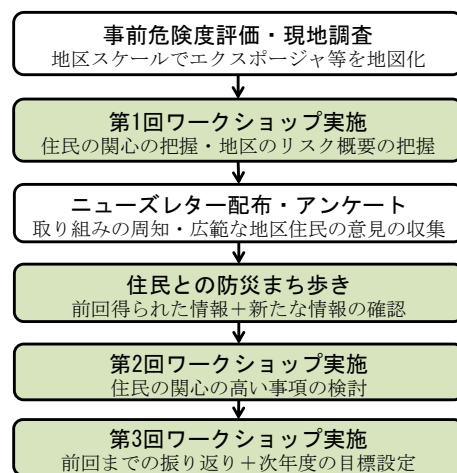 事前危険度評価・現地調査
地区スケールでエクスポージャ等を地図化
第1回ワークショップ実施
住民の関心の把握・地区のリスク概要の把握
ニューズレター配布・アンケート
取り組みの周知・広範な地区住民の意見の収集
住民との防災まち歩き
前回得られた情報＋新たな情報の確認
第2回ワークショップ実施
住民の関心の高い事項の検討
第3回ワークショップ実施
前回までの振り返り＋次年度の目標設定